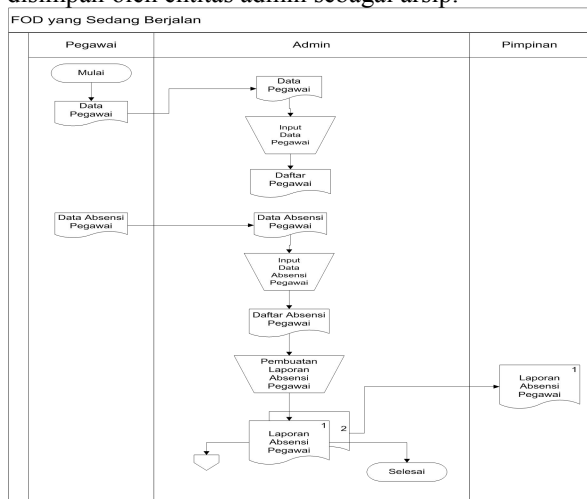 disimpan oleh entitas admin sebagai arsip.
FOD yang Sedang Berjalan
Pegawai
Admin
Pimpinan
Mulai
Data
Pegawai
Data
Pegawai
Input
Data
Pegawai
Daftar
Pegawai
Data Absensi
Pegawai
Data Absensi
Pegawai
Input
Data
Absensi
Pegawai
Daftar Absensi
Pegawai
Pembuatan
Laporan
Absensi
Pegawai
1
Laporan
Absensi
Pegawai
2
1
Laporan
Absensi
Pegawai
Selesai